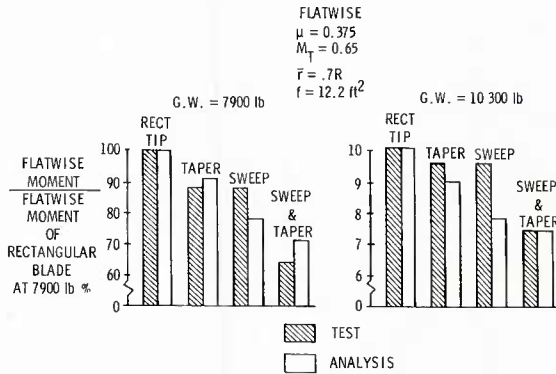 FLATWISE
μ = 0.375
M_T = 0.65
r̄ = .7R
f = 12.2 ft²
G.W. = 7900 lb
G.W. = 10 300 lb
FLATWISE
MOMENT
FLATWISE
MOMENT
OF
RECTANGULAR
BLADE
AT 7900 lb %
100
90
80
70
60
0
RECT
TIP
TAPER
SWEEP
SWEEP
&
TAPER
10
9
8
7
6
0
RECT
TIP
TAPER
SWEEP
SWEEP
&
TAPER
TEST
ANALYSIS